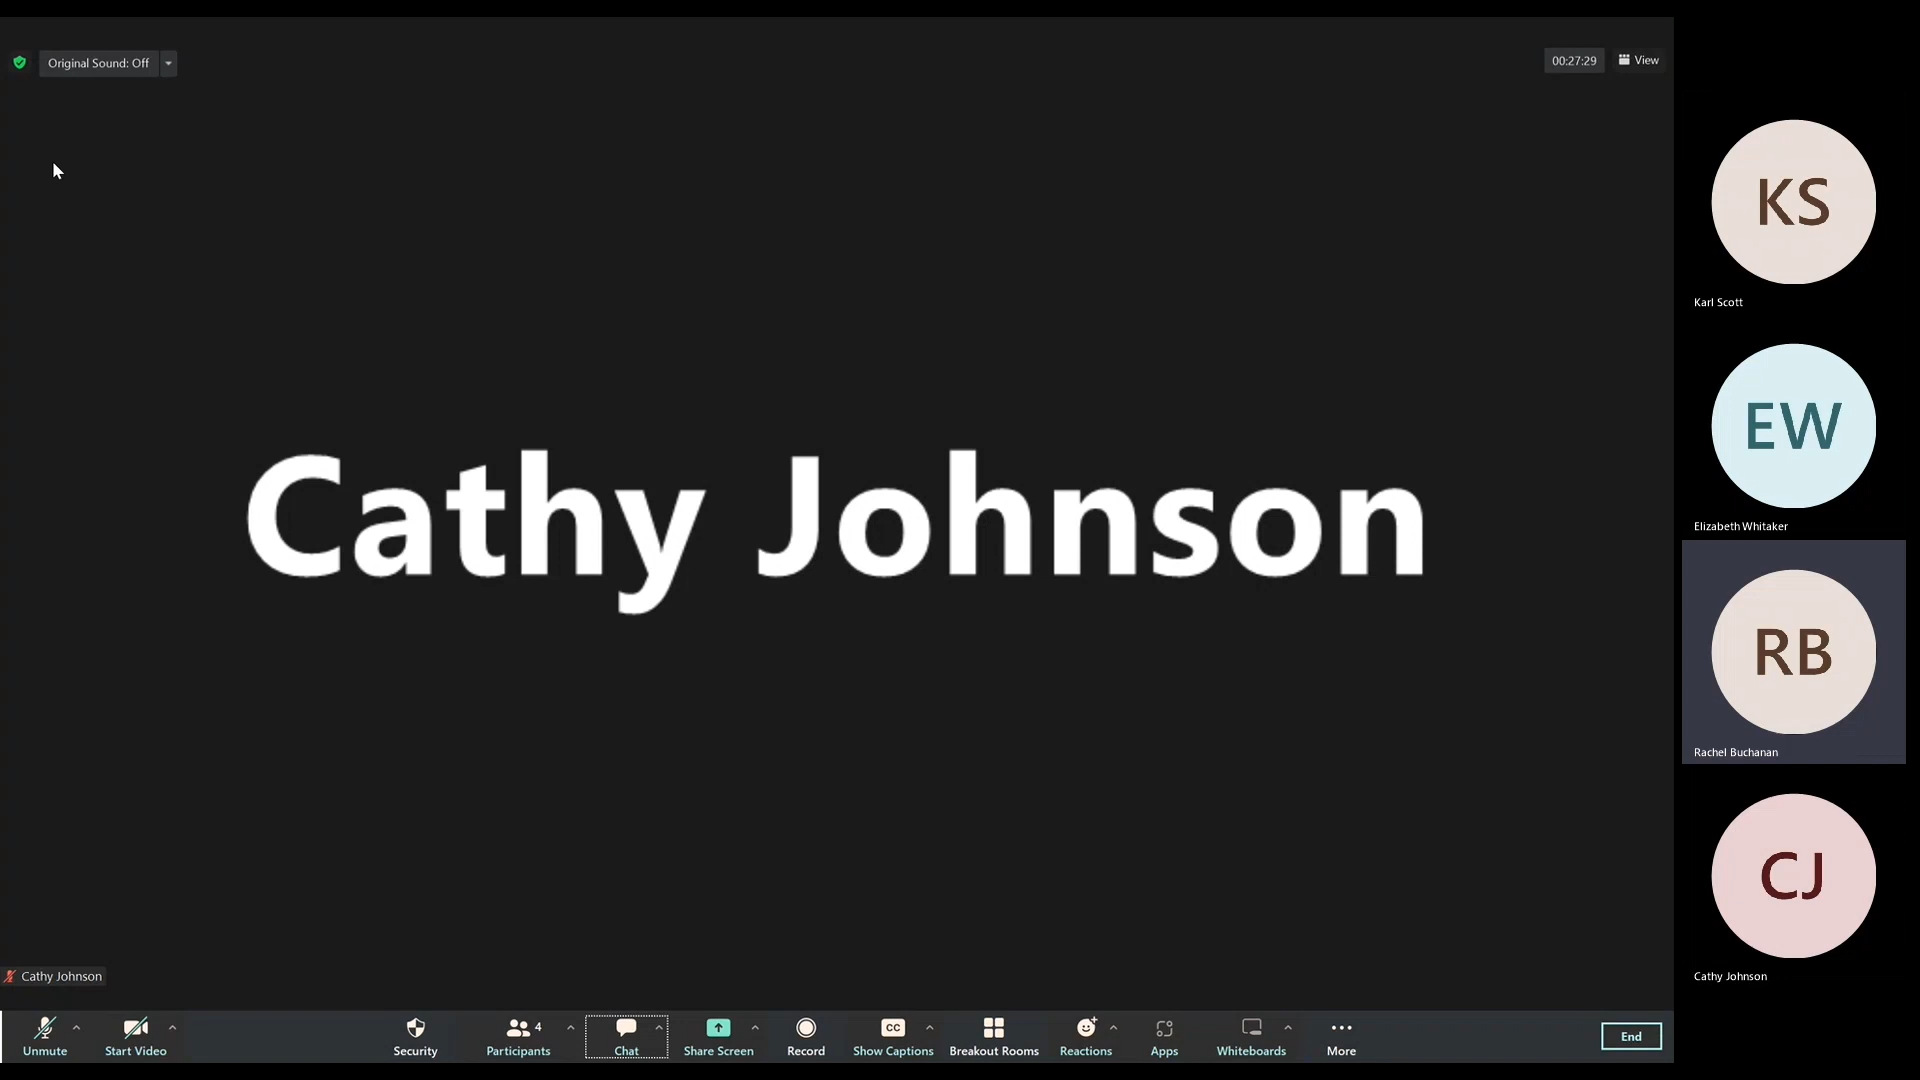 Original Sound: Off
00:27:29
View
KS
Karl Scott
EW
Elizabeth Whitaker
Cathy Johnson
RB
Rachel Buchanan
CJ
Cathy Johnson
Cathy Johnson
4
CC
Unmute
Start Video
Security
Participants
Chat
Share Screen
Record
Show Captions
Breakout Rooms
Reactions
Apps
Whiteboards
More
End